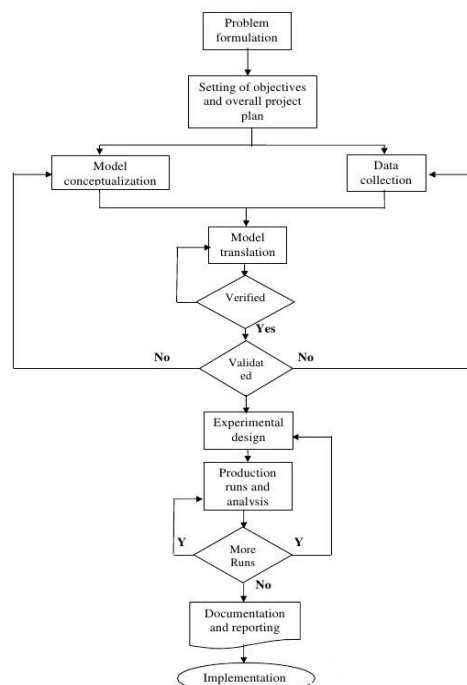 Problem
formulation
Setting of objectives
and overall project
plan
Model
conceptualization
Data
collection
Model
translation
Verified
Yes
No
Validat
ed
No
Experimental
design
Production
runs and
analysis
Y
More
Runs
Y
No
Documentation
and reporting
Implementation